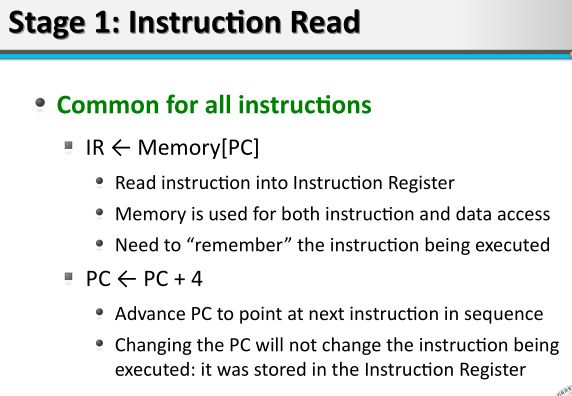 Stage 1: Instruction Read
Common for all instructions
IR ← Memory[PC]
Read instruction into Instruction Register
Memory is used for both instruction and data access
Need to “remember” the instruction being executed
PC ← PC + 4
Advance PC to point at next instruction in sequence
Changing the PC will not change the instruction being
executed: it was stored in the Instruction Register